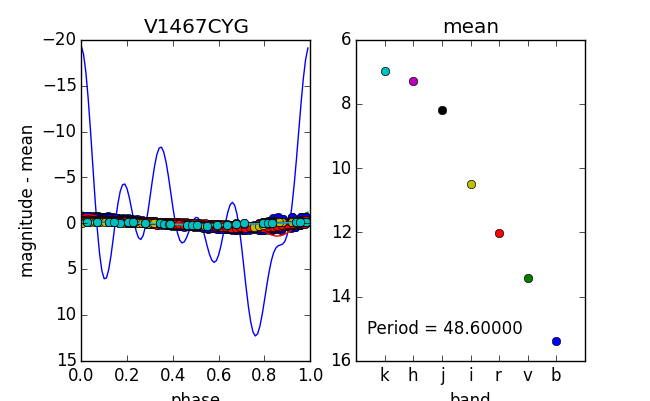 V1467CYG
mean
magnitude - mean
−20
−15
−10
−5
0
5
10
15
0.0 0.2 0.4 0.6 0.8 1.0
phase
6
8
10
12
14
16
Period = 48.60000
k h j i r v b
band